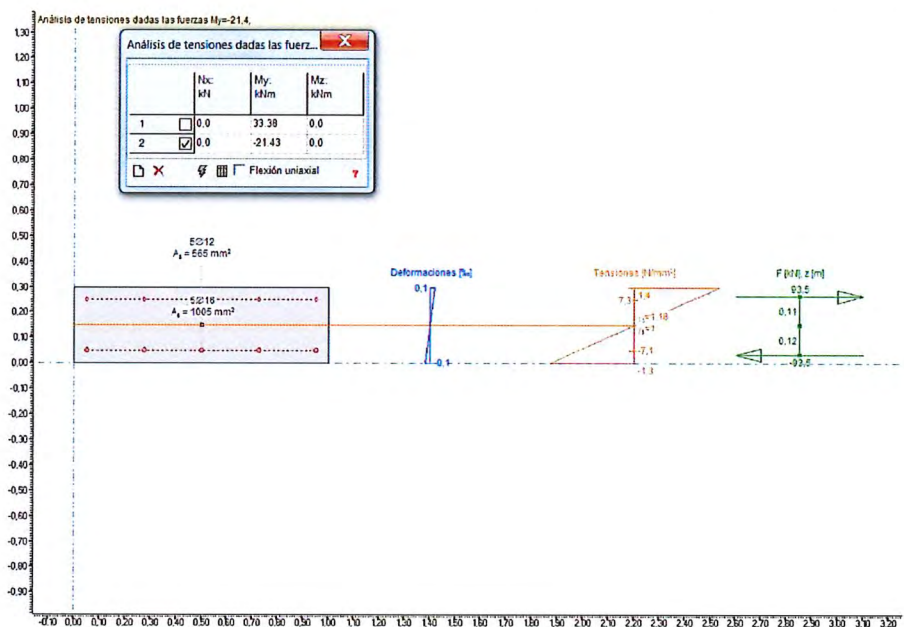 Análisis de tensiones dadas las fuerzas My=-21,4,
Análisis de tensiones dadas las fuerz...
Nx: My: Mz:
kN kNm kNm
1 0.0 33.38 0.0
2 0.0 -21.43 0.0
Flexión uniaxial ?
5∅12
A_s = 565 mm²
5∅16
A_s = 1005 mm²
Deformaciones [‰]
0,1
-0,1
Tensiones [N/mm²]
7,3 1,4
=1,18
-7,1
-1,3
F [kN], z [m]
93,5
0,11
0,12
-93,5
1,30
1,20
1,10
1,00
0,90
0,80
0,70
0,60
0,50
0,40
0,30
0,20
0,10
0,00
-0,10
-0,20
-0,30
-0,40
-0,50
-0,60
-0,70
-0,80
-0,90
-0,10 0,00 0,10 0,20 0,30 0,40 0,50 0,60 0,70 0,80 0,90 1,00 1,10 1,20 1,30 1,40 1,50 1,60 1,70 1,80 1,90 2,00 2,10 2,20 2,30 2,40 2,50 2,60 2,70 2,80 2,90 3,00 3,10 3,20